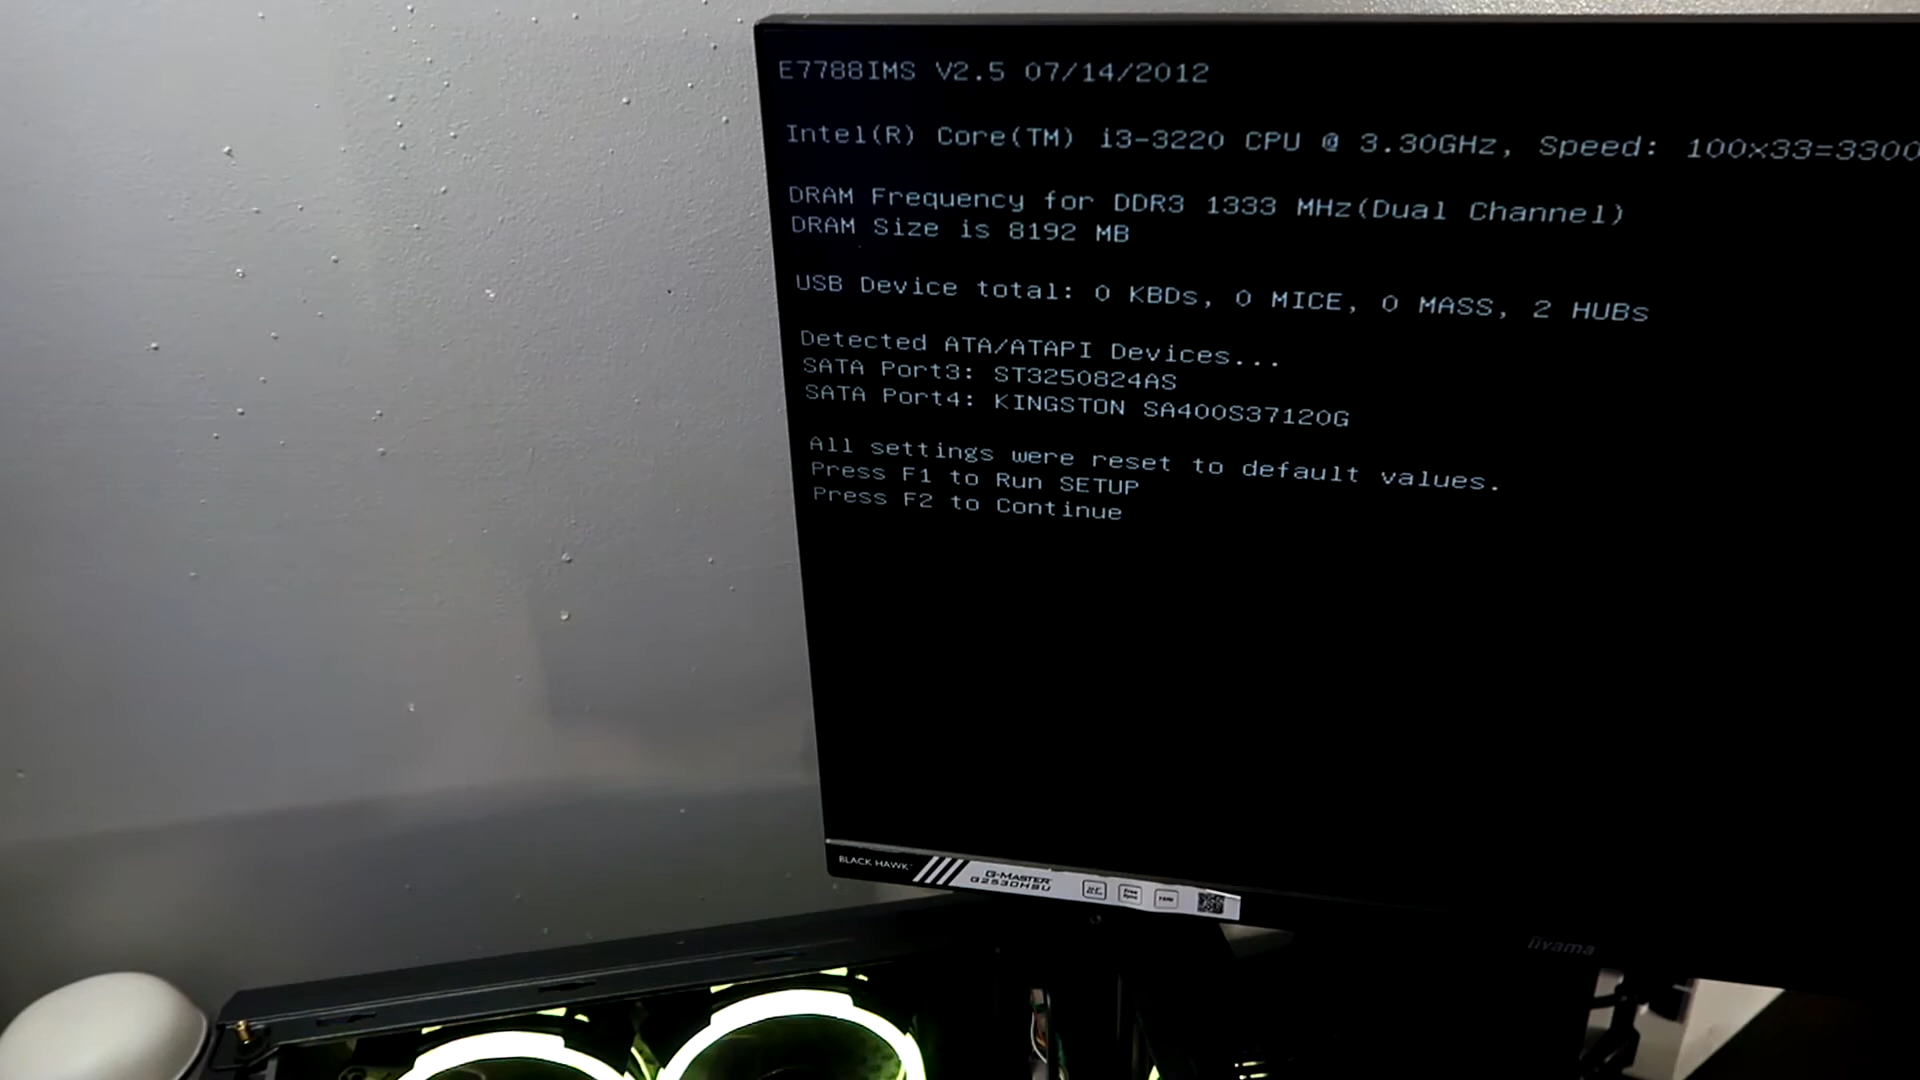 E7788IMS V2.5 07/14/2012
Intel(R) Core(TM) i3-3220 CPU @ 3.30GHz, Speed: 100x33=3300
DRAM Frequency for DDR3 1333 MHz(Dual Channel)
DRAM Size is 8192 MB
USB Device total: 0 KBDs, 0 MICE, 0 MASS, 2 HUBs
Detected ATA/ATAPI Devices...
SATA Port3: ST3250824AS
SATA Port4: KINGSTON SA400S37120G
All settings were reset to default values.
Press F1 to Run SETUP
Press F2 to Continue
BLACK HAWK
G-MASTER
G2530HSU
iiyama